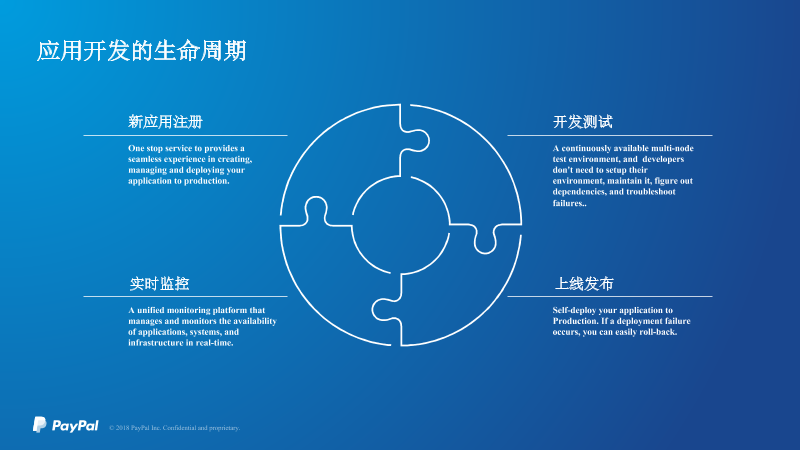 应用开发的生命周期
新应用注册
One stop service to provides a
seamless experience in creating,
managing and deploying your
application to production.
开发测试
A continuously available multi-node
test environment, and  developers
don't need to setup their
environment, maintain it, figure out
dependencies, and troubleshoot
failures..
实时监控
A unified monitoring platform that
manages and monitors the availability
of applications, systems, and
infrastructure in real-time.
上线发布
Self-deploy your application to
Production. If a deployment failure
occurs, you can easily roll-back.
PayPal
© 2018 PayPal Inc. Confidential and proprietary.